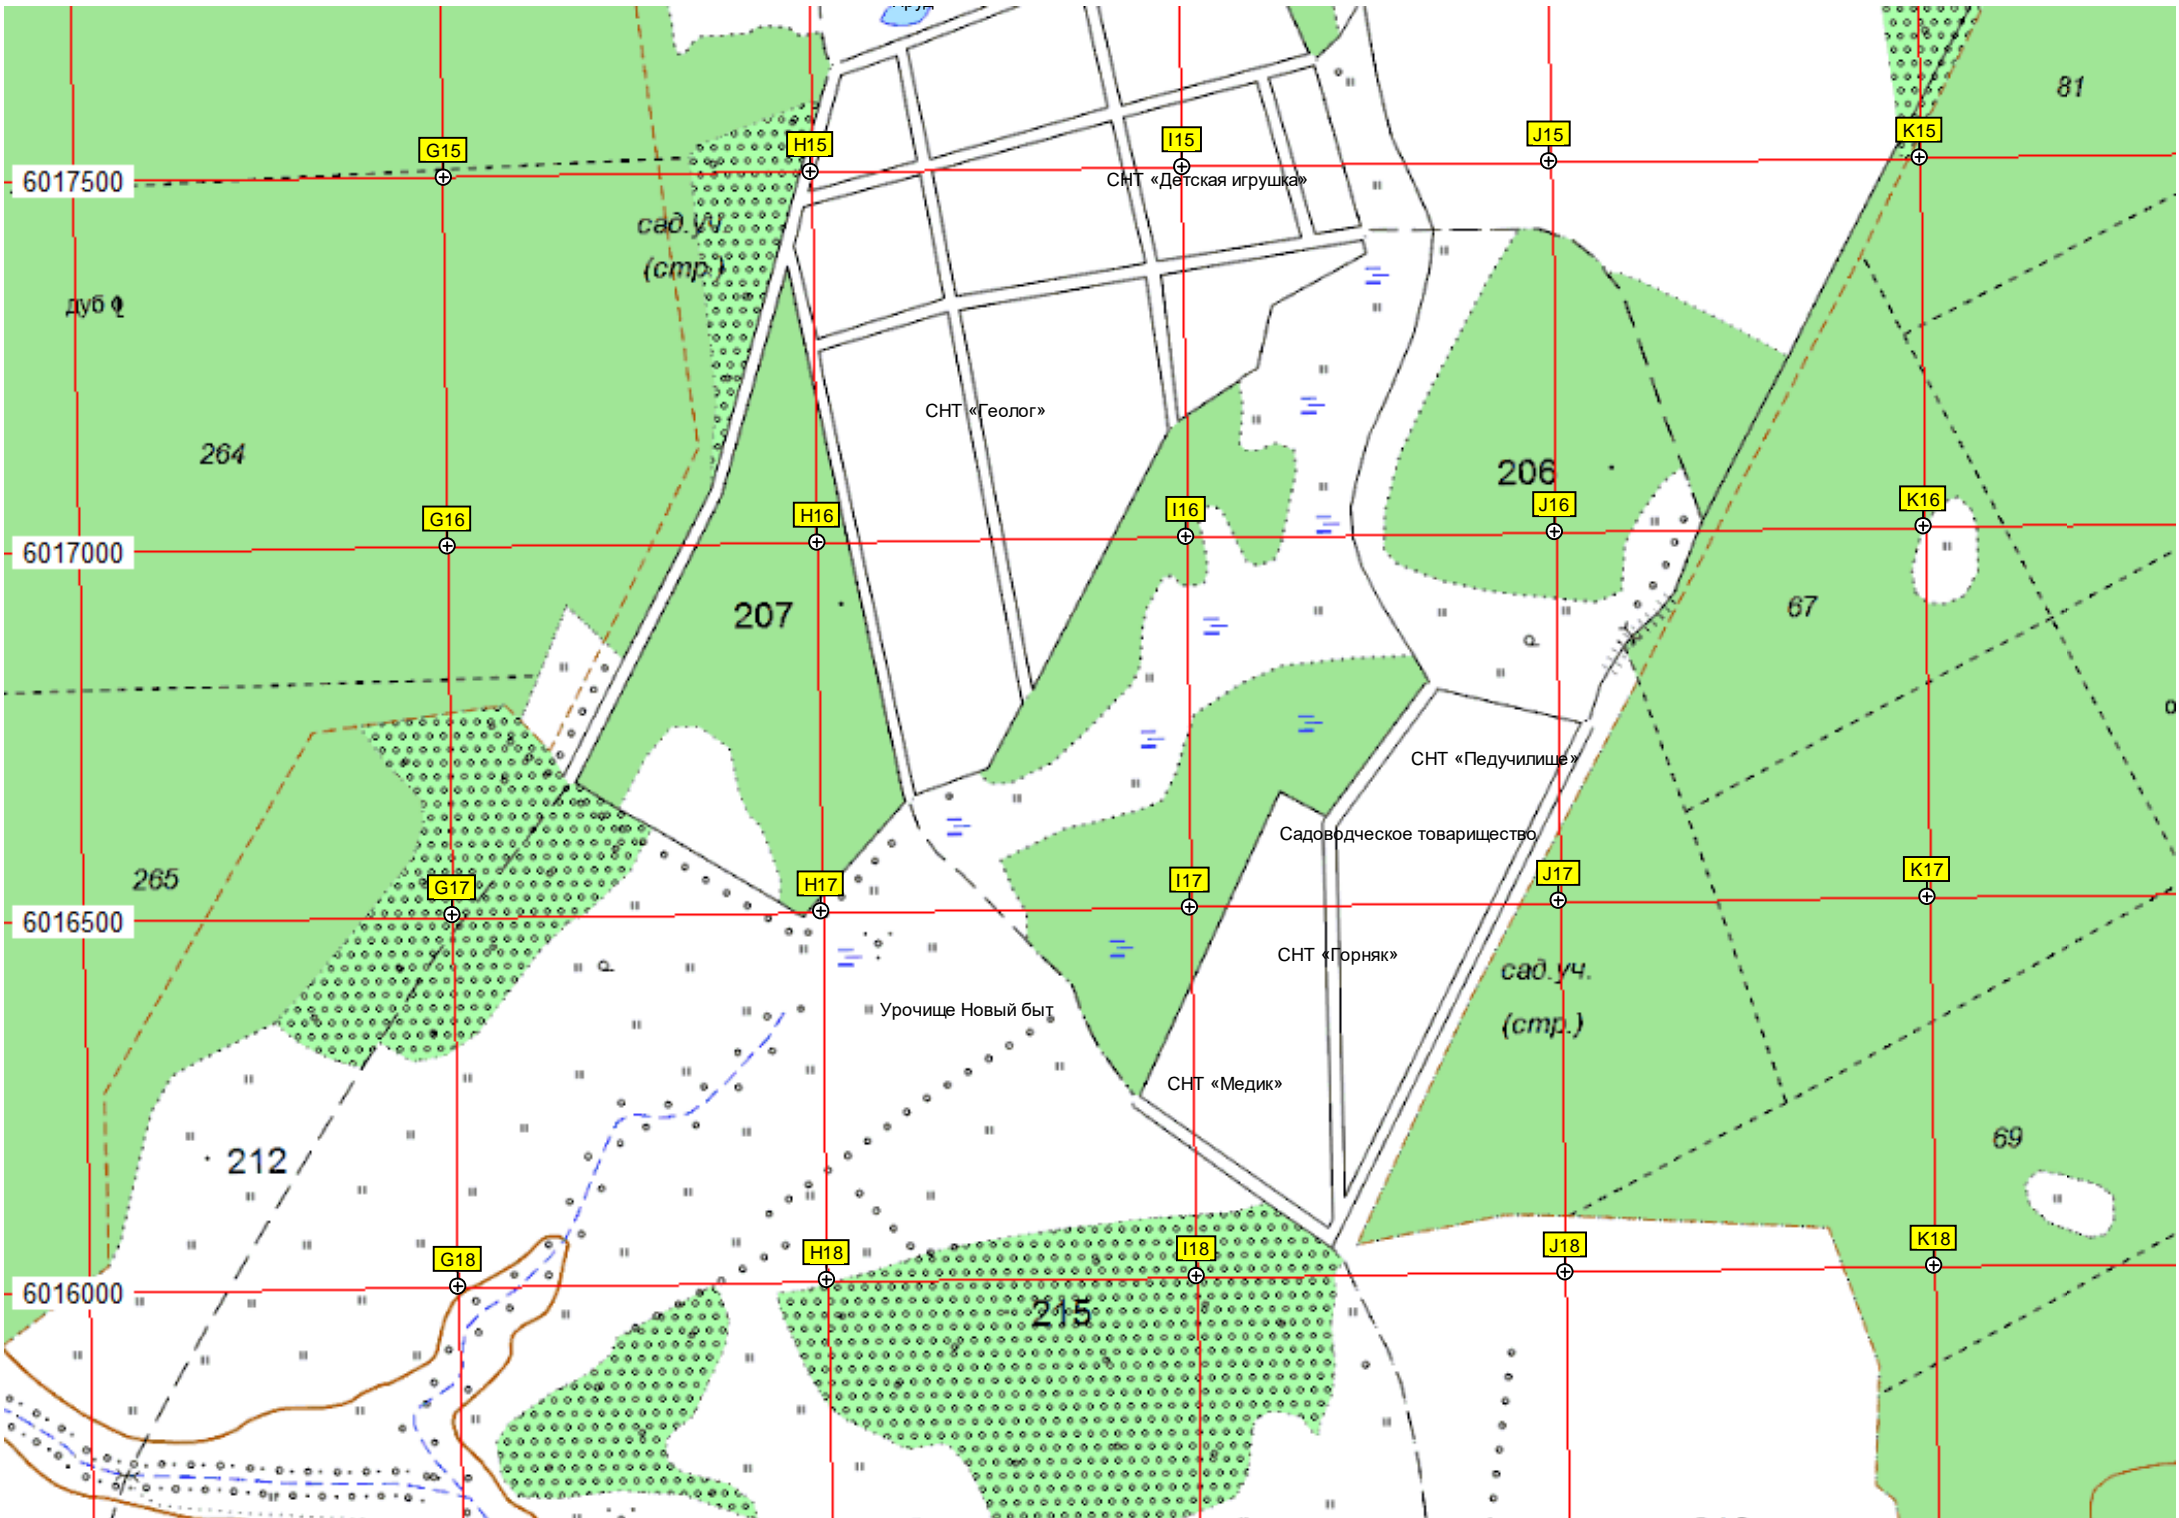 81
K15
J15
I15
H15
G15
6017500
СНТ «Детская игрушка»
сад.уч.
(стр.)
дуб
СНТ «Геолог»
264
206
K16
J16
I16
H16
G16
6017000
207
67
СНТ «Педучилище»
Садоводческое товарищество
265
K17
J17
I17
H17
G17
6016500
СНТ «Горняк»
сад.уч.
(стр.)
Урочище Новый быт
СНТ «Медик»
212
69
K18
J18
I18
H18
G18
6016000
215